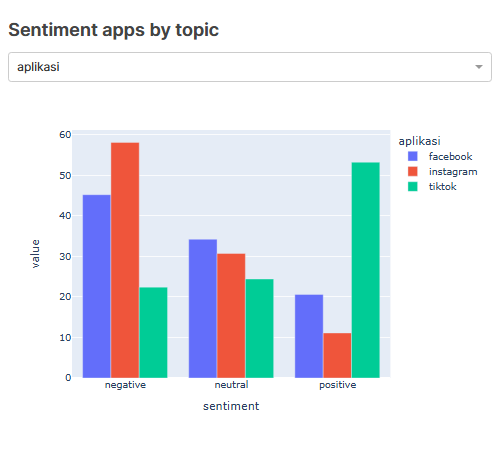 Sentiment apps by topic
aplikasi
aplikasi
facebook
instagram
tiktok
60
50
40
30
20
10
0
value
negative
neutral
positive
sentiment